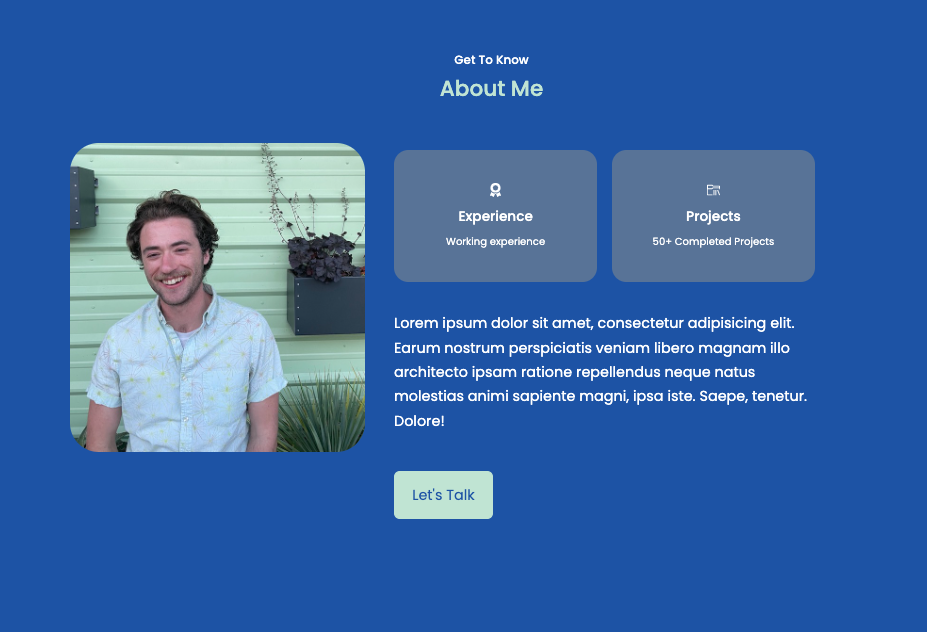 Get To Know
About Me
Experience
Working experience
Projects
50+ Completed Projects
Lorem ipsum dolor sit amet, consectetur adipisicing elit.
Earum nostrum perspiciatis veniam libero magnam illo
architecto ipsam ratione repellendus neque natus
molestias animi sapiente magni, ipsa iste. Saepe, tenetur.
Dolore!
Let's Talk